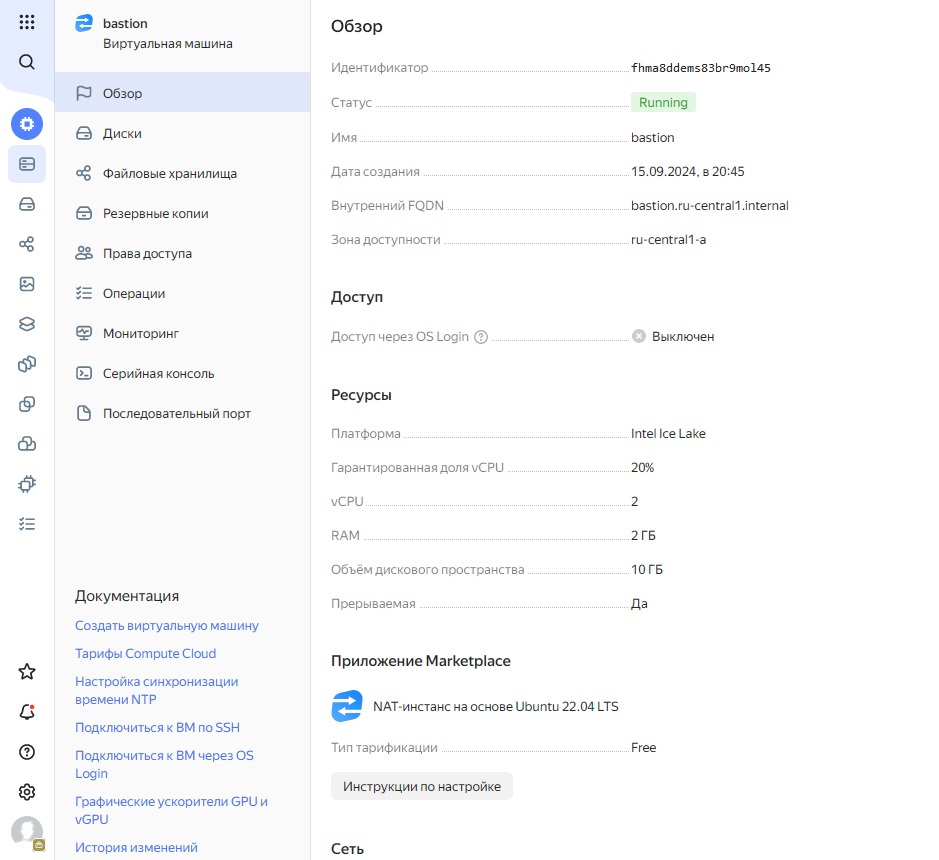 bastion
Виртуальная машина
Обзор
Диски
Файловые хранилища
Резервные копии
Права доступа
Операции
Мониторинг
Серийная консоль
Последовательный порт
Документация
Создать виртуальную машину
Тарифы Compute Cloud
Настройка синхронизации
времени NTP
Подключиться к ВМ по SSH
Подключиться к ВМ через OS
Login
Графические ускорители GPU и
vGPU
История изменений
Обзор
Идентификатор fhma8ddems83br9mol45
Статус Running
Имя bastion
Дата создания 15.09.2024, в 20:45
Внутренний FQDN bastion.ru-central1.internal
Зона доступности ru-central1-a
Доступ
Доступ через OS Login Выключен
Ресурсы
Платформа Intel Ice Lake
Гарантированная доля vCPU 20%
vCPU 2
RAM 2 ГБ
Объём дискового пространства 10 ГБ
Прерываемая Да
Приложение Marketplace
NAT-инстанс на основе Ubuntu 22.04 LTS
Тип тарификации Free
Инструкции по настройке
Сеть